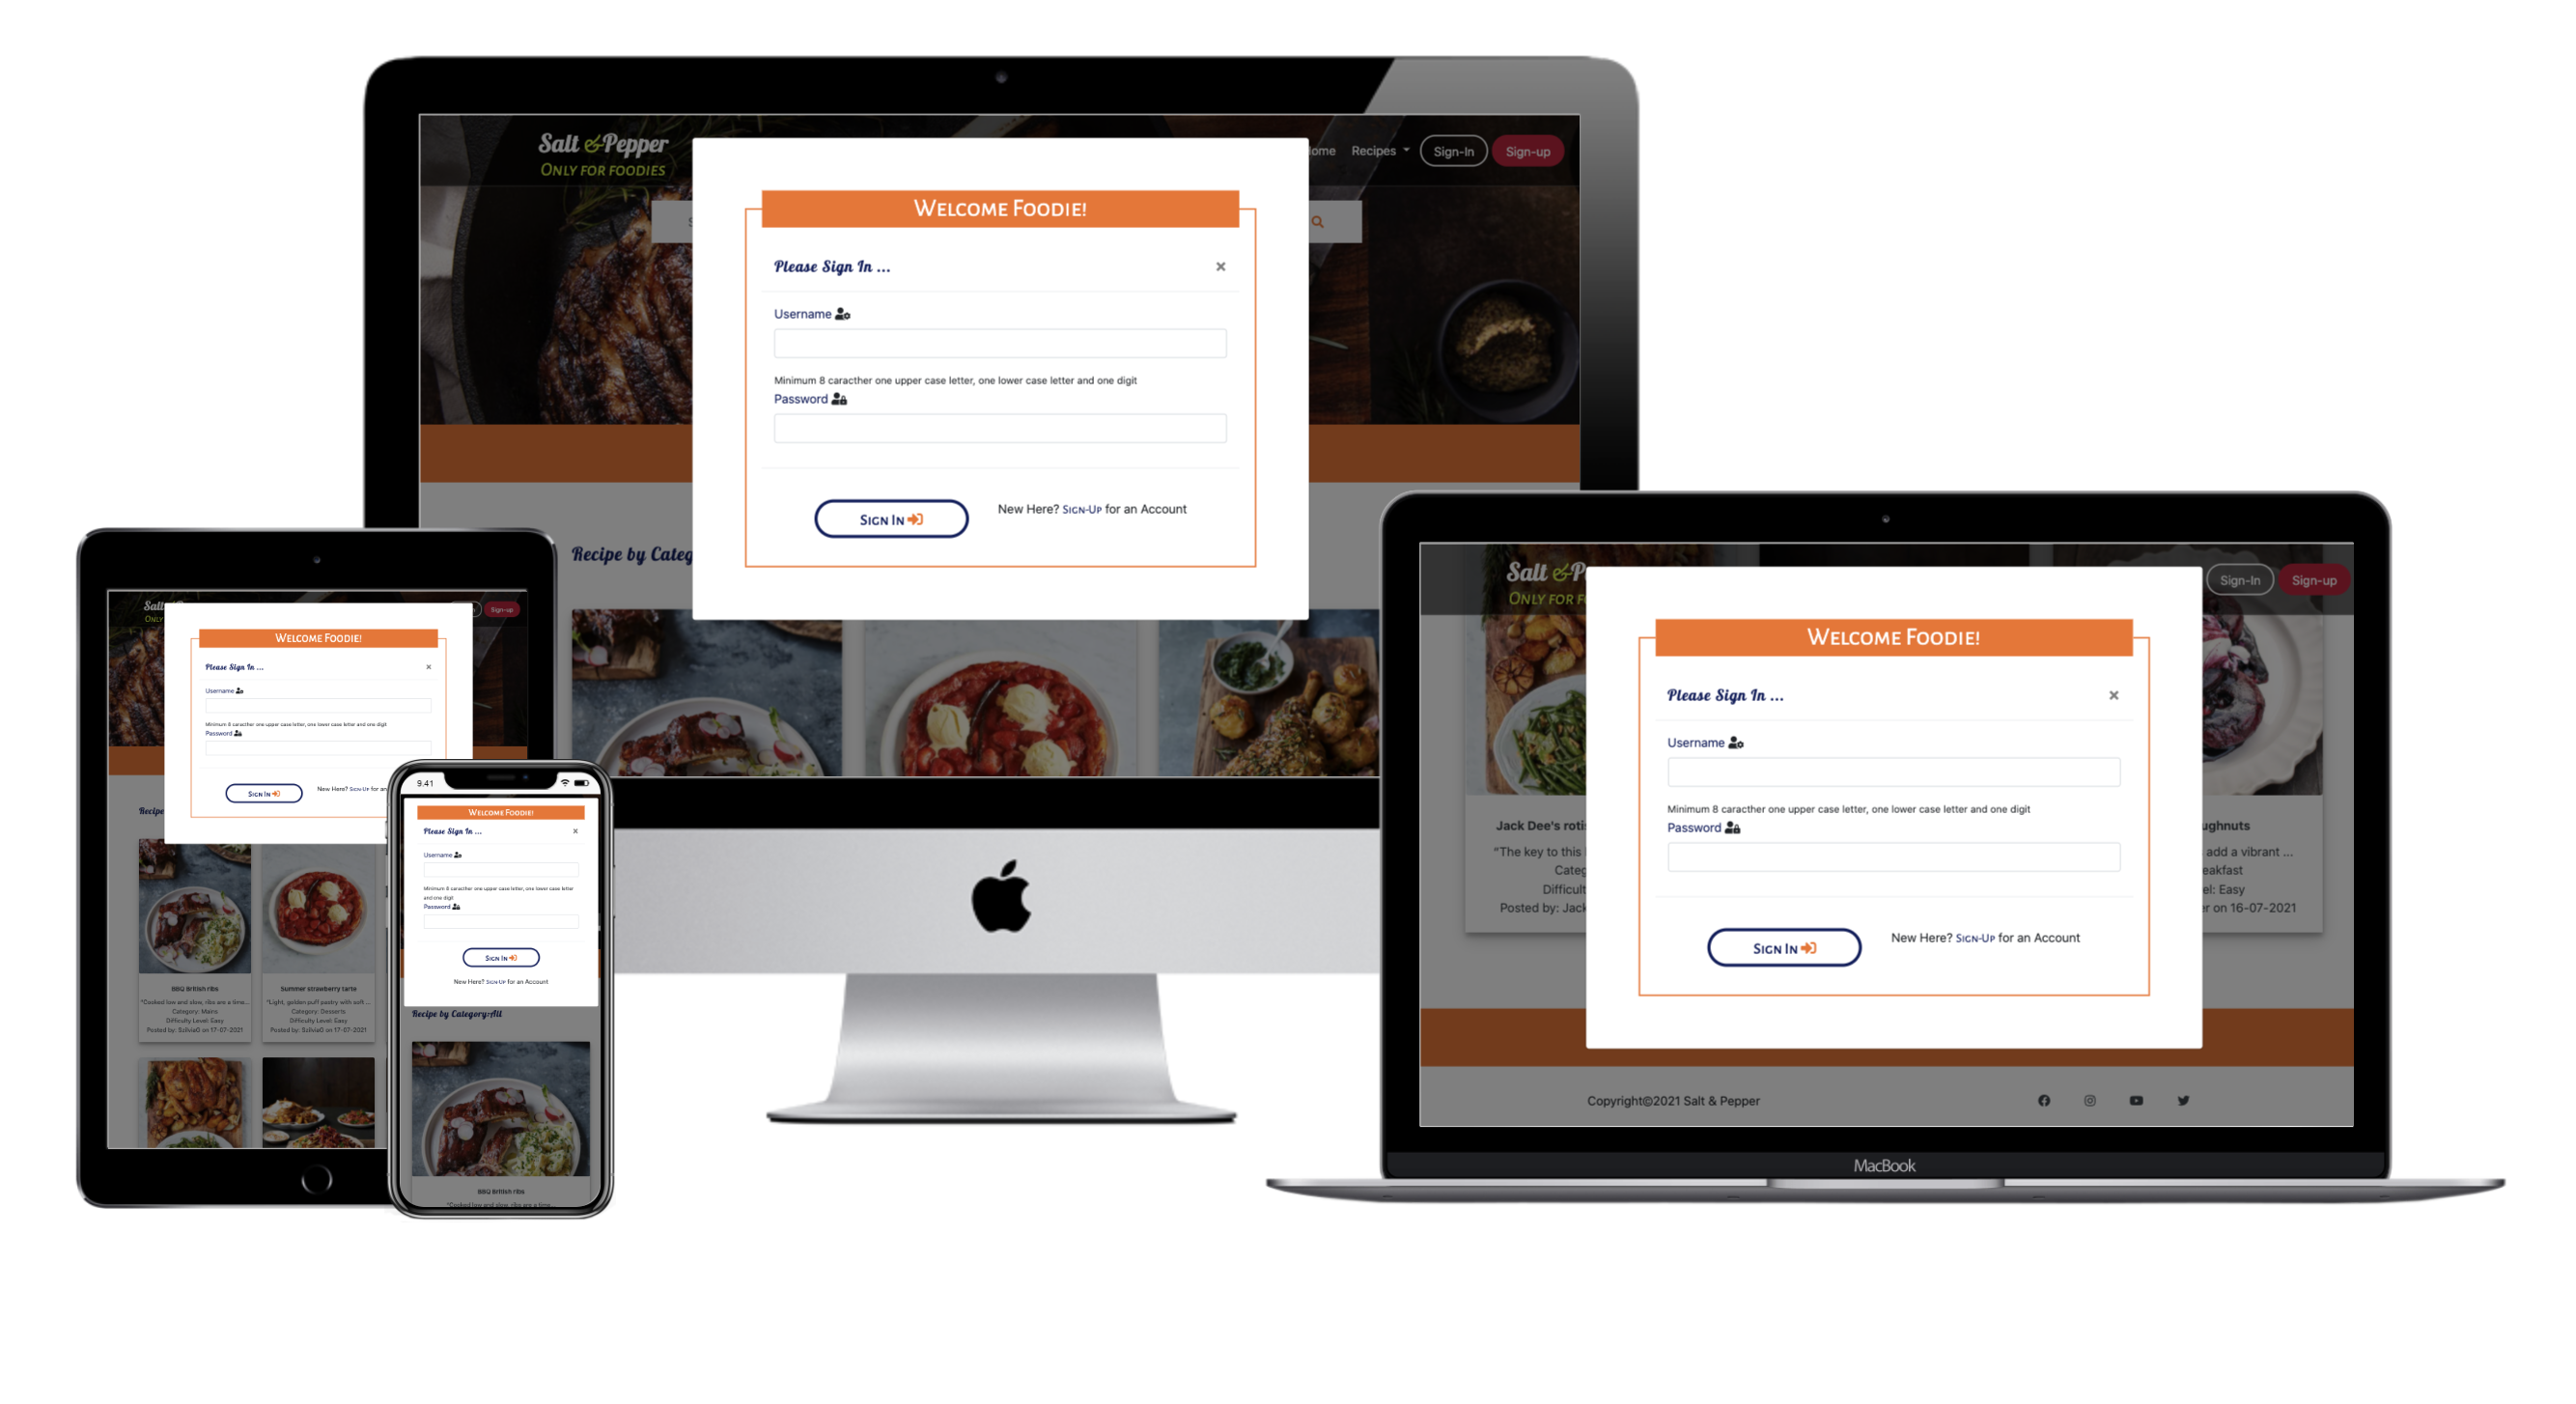 Salt & Pepper
Only for foodies
Home Recipes Sign-In Sign-up
Welcome Foodie!
Please Sign In ...
×
Username
Minimum 8 caracther one upper case letter, one lower case letter and one digit
Password
Sign In
New Here? Sign-Up for an Account
Recipe by Categ
Salt
Only
Sign-up
Welcome Foodie!
Please Sign In ...
×
Username
Minimum 8 caracther one upper case letter, one lower case letter and one digit
Password
Sign In
New Here? Sign-Up for an
Recipe
BBQ British ribs
"Cooked low and slow, ribs are a time...
Category: Mains
Difficulty Level: Easy
Posted by: SsilviaG on 17-07-2021
Summer strawberry tarte
"Light, golden puff pastry with soft ...
Category: Desserts
Difficulty Level: Easy
Posted by: SsilviaG on 17-07-2021
9:41
Welcome Foodie!
Please Sign In ...
×
Username
Minimum 8 caracther one upper case letter, one lower case letter
and one digit
Password
Sign In
New Here? Sign-Up for an Account
Recipe by Category:All
BBQ British ribs
"Cooked low and slow, ribs are a time...
Salt & P
Only for f
Sign-In Sign-up
Welcome Foodie!
Please Sign In ...
×
Username
Minimum 8 caracther one upper case letter, one lower case letter and one digit
Password
Sign In
New Here? Sign-Up for an Account
Jack Dee's roti
"The key to this
Categ
Difficult
Posted by: Jack
ughnuts
add a vibrant ...
eakfast
el: Easy
r on 16-07-2021
Copyright©2021 Salt & Pepper
MacBook